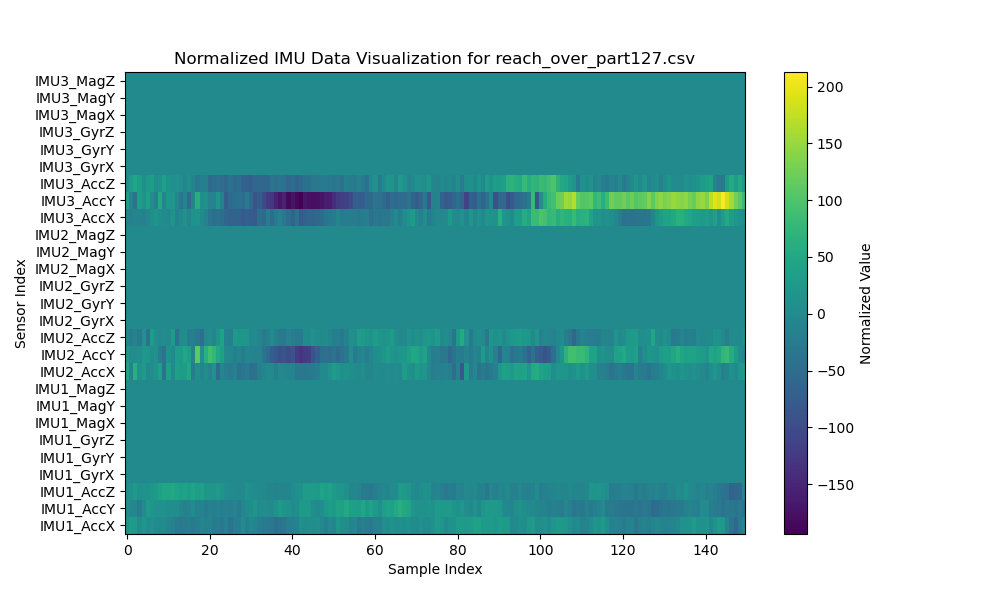 Normalized IMU Data Visualization for reach_over_part127.csv
IMU3_MagZ
IMU3_MagY
IMU3_MagX
IMU3_GyrZ
IMU3_GyrY
IMU3_GyrX
IMU3_AccZ
IMU3_AccY
IMU3_AccX
IMU2_MagZ
IMU2_MagY
IMU2_MagX
IMU2_GyrZ
IMU2_GyrY
IMU2_GyrX
IMU2_AccZ
IMU2_AccY
IMU2_AccX
IMU1_MagZ
IMU1_MagY
IMU1_MagX
IMU1_GyrZ
IMU1_GyrY
IMU1_GyrX
IMU1_AccZ
IMU1_AccY
IMU1_AccX
Sensor Index
0 20 40 60 80 100 120 140
Sample Index
200
150
100
50
0
−50
−100
−150
Normalized Value